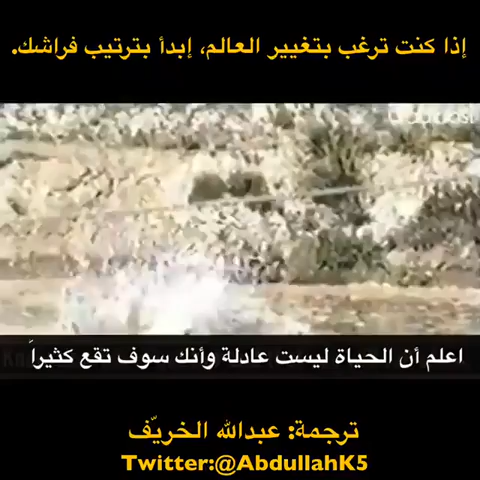 إذا كنت ترغب بتغيير العالم، إبدأ بترتيب فراشك.
اعلم أن الحياة ليست عادلة وأنك سوف تقع كثيراً
ترجمة: عبدالله الخريّف
Twitter:@AbdullahK5